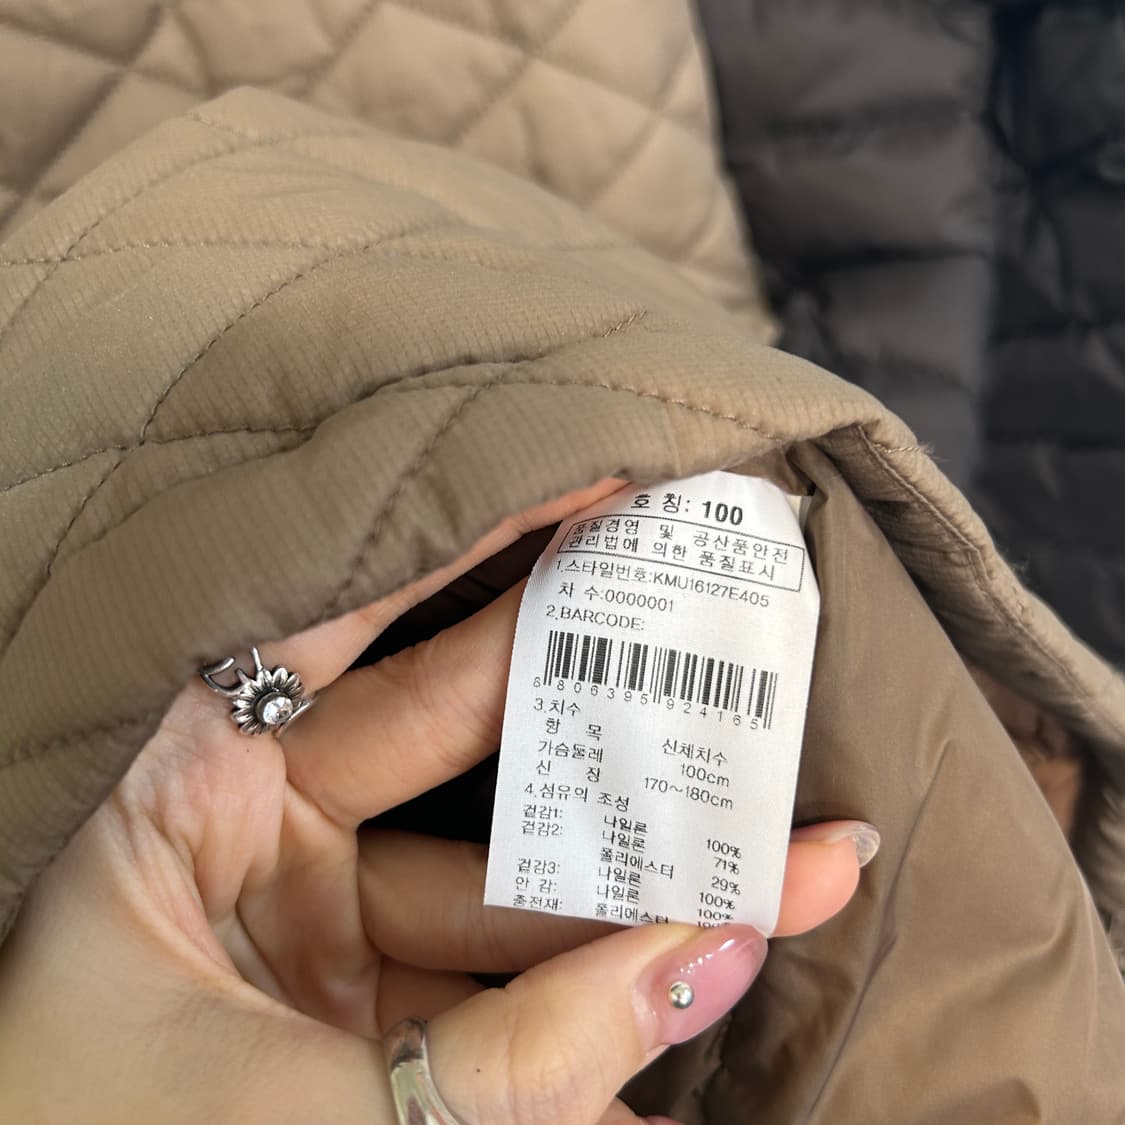 호 칭: 100
품질경영 및 공산품안전
관리법에 의한 품질표시
1.스타일번호:KMU16127E405
차 수:0000001
2.BARCODE:
8 806395 924165
3.치수
항 목 신체치수
가슴둘레 100cm
신 장 170~180cm
4.섬유의 조성
겉감1: 나일론 100%
겉감2: 나일론 71%
폴리에스터 29%
겉감3: 나일론 100%
안 감: 나일론 100%
충전재: 폴리에스터